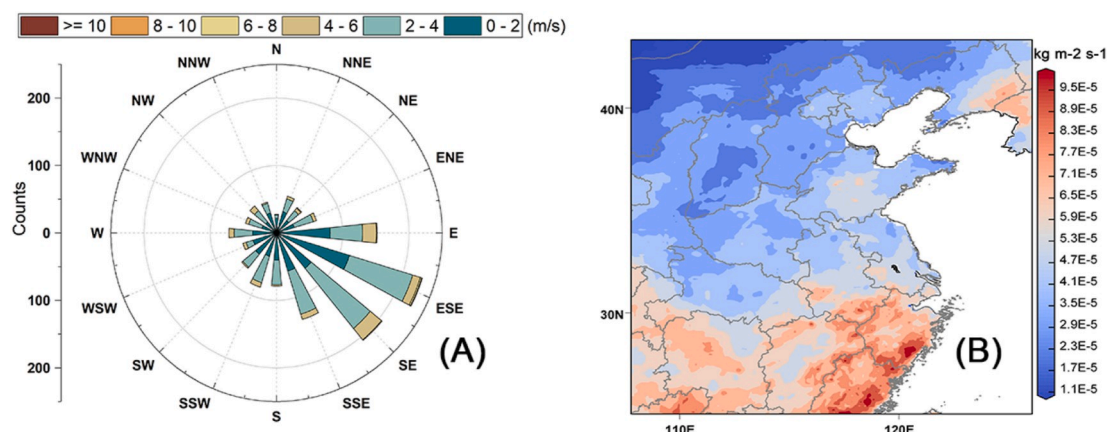 >= 10 8 - 10 6 - 8 4 - 6 2 - 4 0 - 2 (m/s)
N
NNW NNE
NW NE
WNW ENE
W E
WSW ESE
SW SE
SSW SSE
S
Counts
200
100
0
100
200
(A)
kg m-2 s-1
9.5E-5
8.9E-5
8.3E-5
7.7E-5
7.1E-5
6.5E-5
5.9E-5
5.3E-5
4.7E-5
4.1E-5
3.5E-5
2.9E-5
2.3E-5
1.7E-5
1.1E-5
40N
30N
110E 120E
(B)